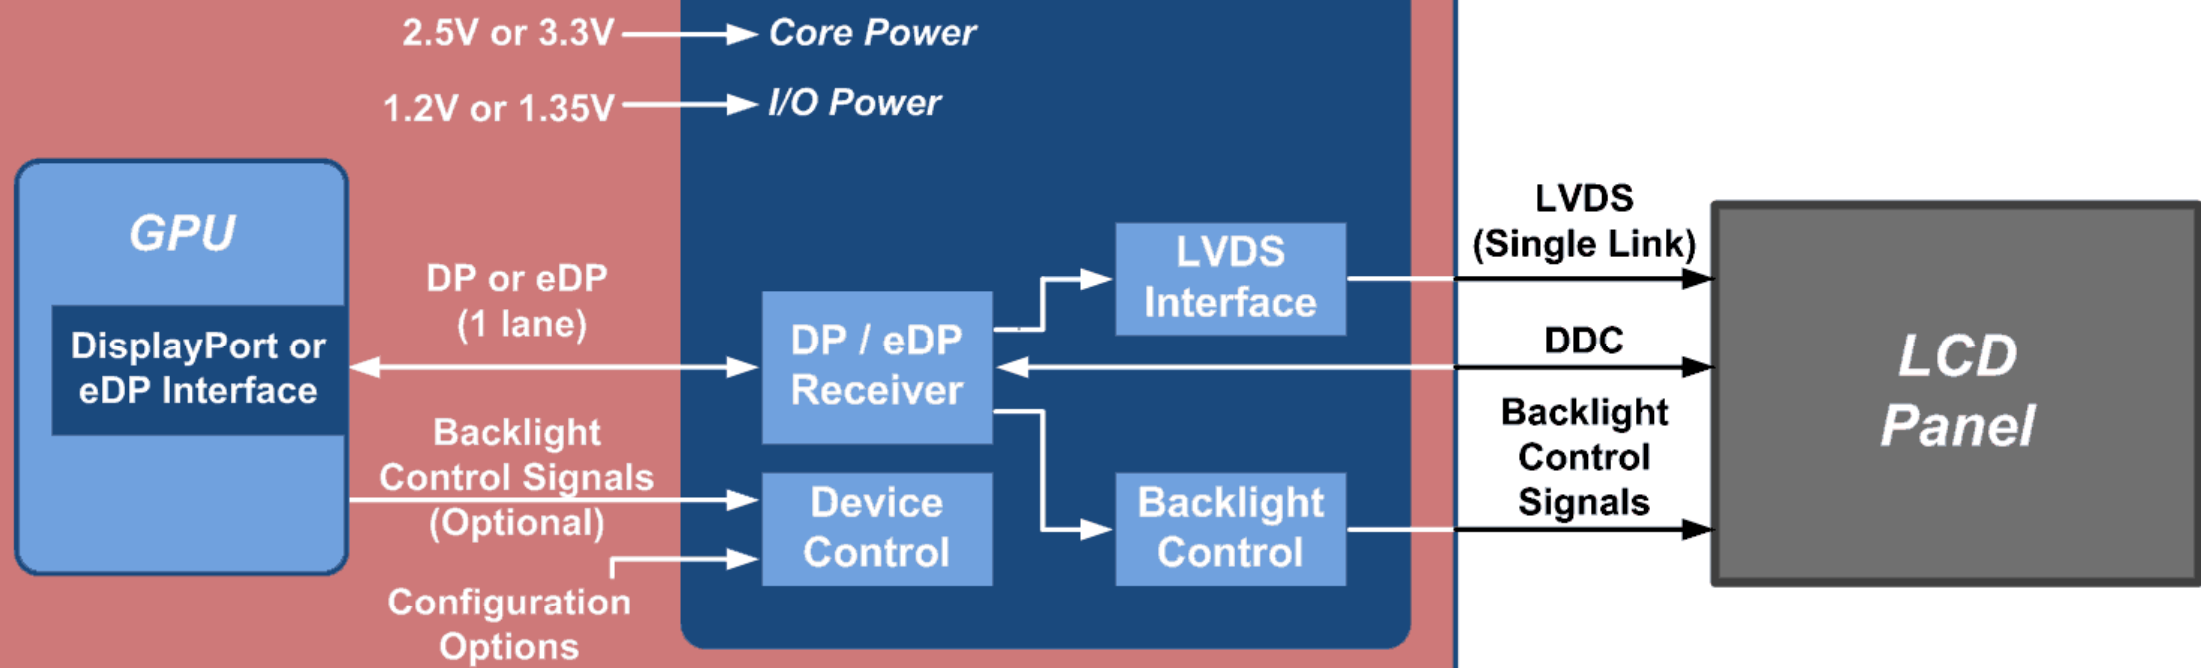 2.5V or 3.3V
Core Power
1.2V or 1.35V
I/O Power
GPU
DisplayPort or
eDP Interface
DP or eDP
(1 lane)
Backlight
Control Signals
(Optional)
Configuration
Options
DP / eDP
Receiver
Device
Control
LVDS
Interface
Backlight
Control
LVDS
(Single Link)
DDC
Backlight
Control
Signals
LCD
Panel